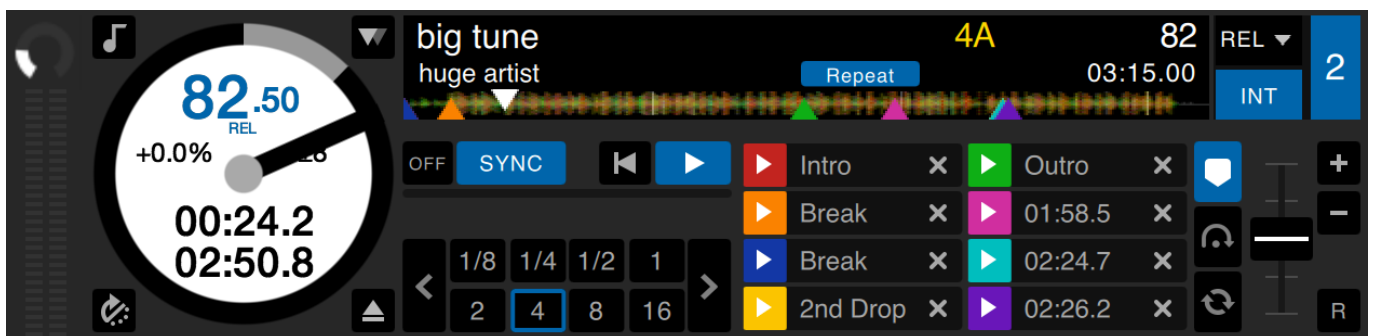 big tune 4A 82 REL
huge artist Repeat 03:15.00 INT 2
82.50
REL
+0.0%
00:24.2
02:50.8
OFF SYNC
1/8 1/4 1/2 1
2 4 8 16
Intro Outro
Break 01:58.5
Break 02:24.7
2nd Drop 02:26.2
+
-
R